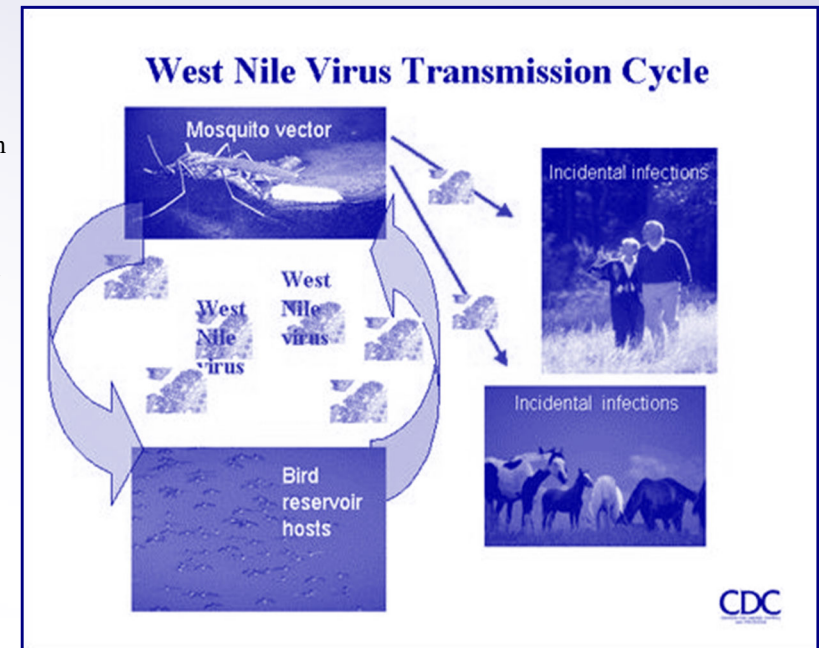 West Nile Virus Transmission Cycle
Mosquito vector
Incidental infections
West
Nile
virus
West
Nile
virus
Incidental infections
Bird
reservoir
hosts
CDC